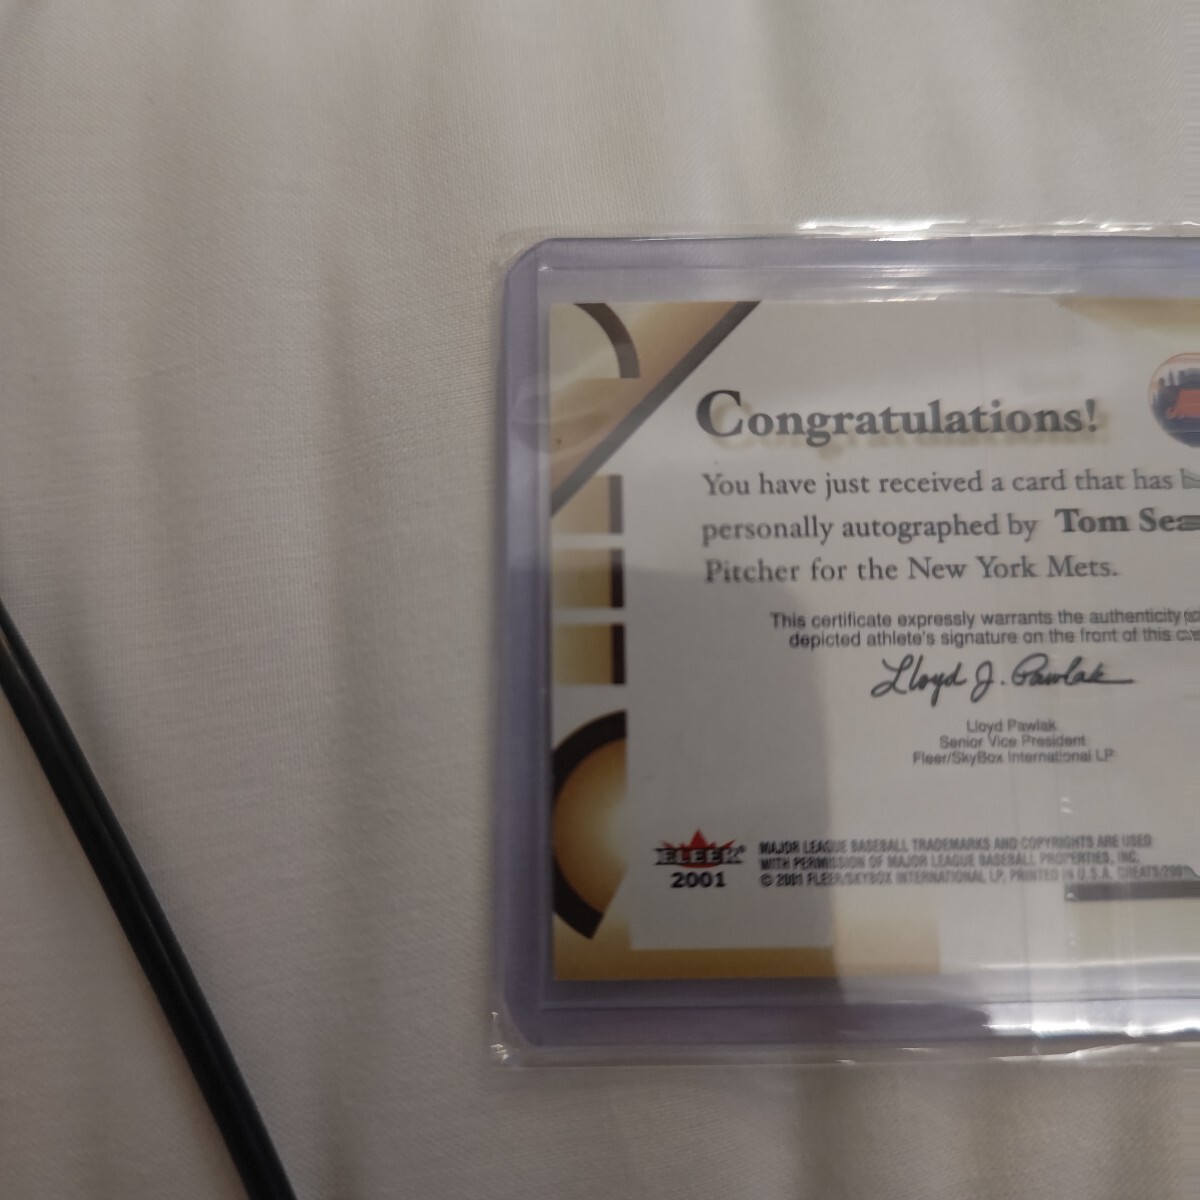 Congratulations!
You have just received a card that has
personally autographed by Tom Sea
Pitcher for the New York Mets.
This certificate expressly warrants the authenticity
depicted athlete's signature on the front of this
Lloyd J. Pawlak
Lloyd Pawlak
Senior Vice President
Fleer/SkyBox International LP
FLEER
2001
MAJOR LEAGUE BASEBALL TRADEMARKS AND COPYRIGHTS ARE USED
WITH PERMISSION OF MAJOR LEAGUE BASEBALL PROPERTIES, INC.
© 2001 FLEER/SKYBOX INTERNATIONAL LP. PRINTED IN U.S.A.